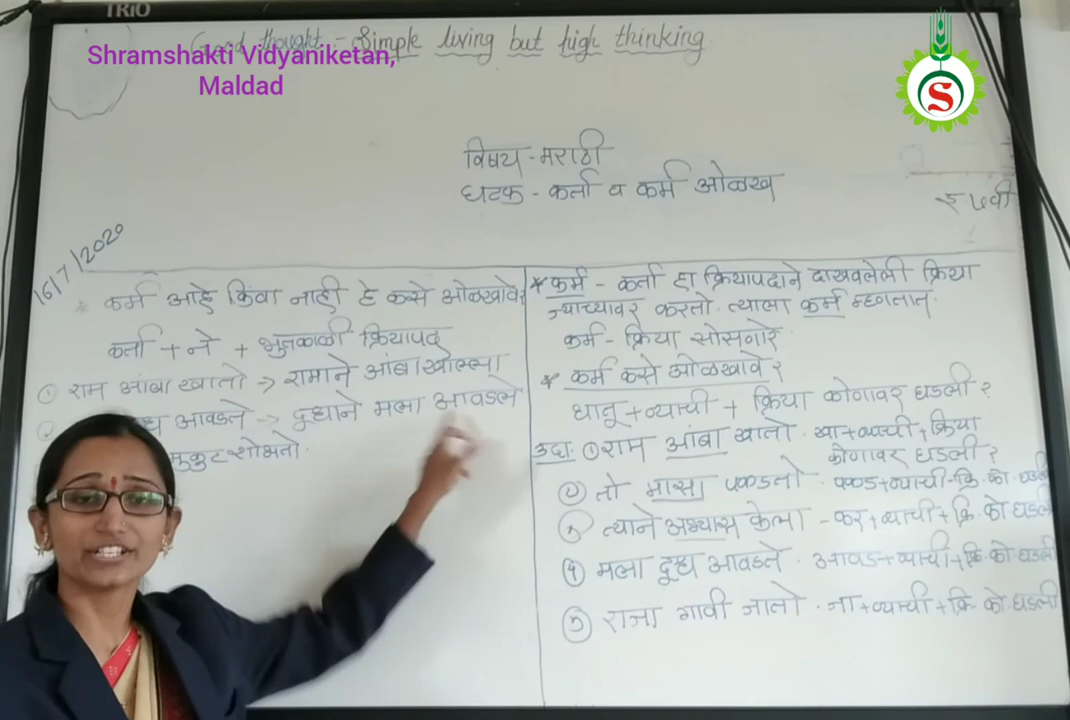 TRIO
Good thought - Simple living but high thinking
Shramshakti Vidyaniketan,
Maldad
S
विषय - मराठी
घटक - कर्ता व कर्म ओळख
इ ५वी
16/7/2020
* कर्म आहे किंवा नाही हे कसे ओळखावे?
कर्ता + ने + भुतकाळी क्रियापद
① राम आंबा खातो → रामाने आंबा खाल्ला
दूध आवडते → दूधाने मला आवडले
मुकुट शोभतो.
* कर्म - कर्ता हा क्रियापदाने दाखवलेली क्रिया
ज्याच्यावर करतो. त्याला कर्म म्हणतात.
कर्म - क्रिया सोसणारे
* कर्म कसे ओळखावे?
धातू + ण्याची + क्रिया कोणावर घडली?
उदा. ① राम आंबा खातो. खा + ण्याची + क्रिया
कोणावर घडली?
② तो मासा पकडतो. पकड + ण्याची - क्रि. को. घडली
③ त्याने अभ्यास केला - कर + ण्याची + क्रि. को घडली
④ मला दूध आवडते. आवड + ण्याची + क्रि. को घडली
⑤ राजा गावी जातो. जा + ण्याची + क्रि. को घडली